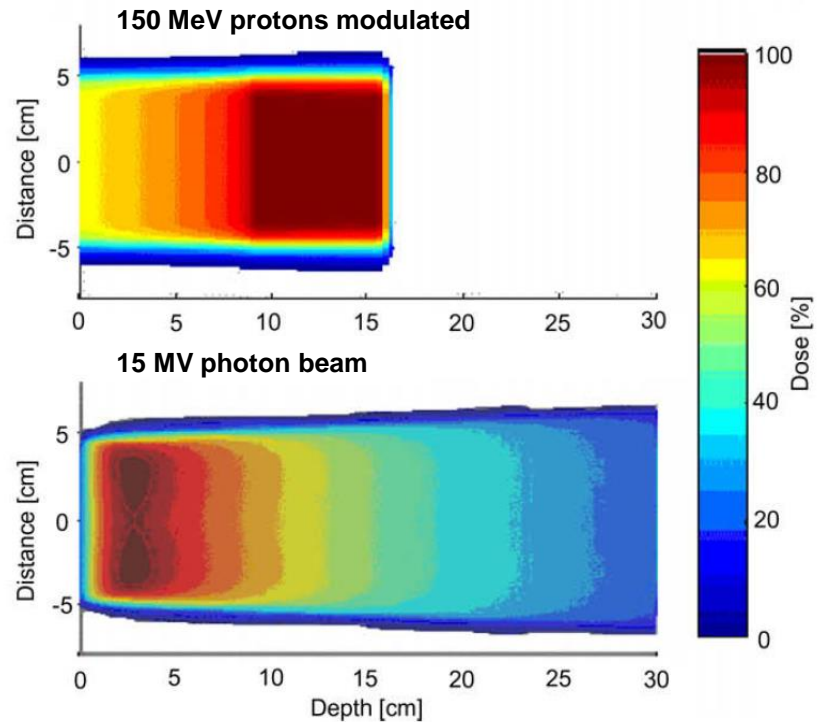 150 MeV protons modulated
Distance [cm]
5
0
-5
0 5 10 15 20 25 30
15 MV photon beam
Distance [cm]
5
0
-5
0 5 10 15 20 25 30
Depth [cm]
100
80
60
40
20
0
Dose [%]